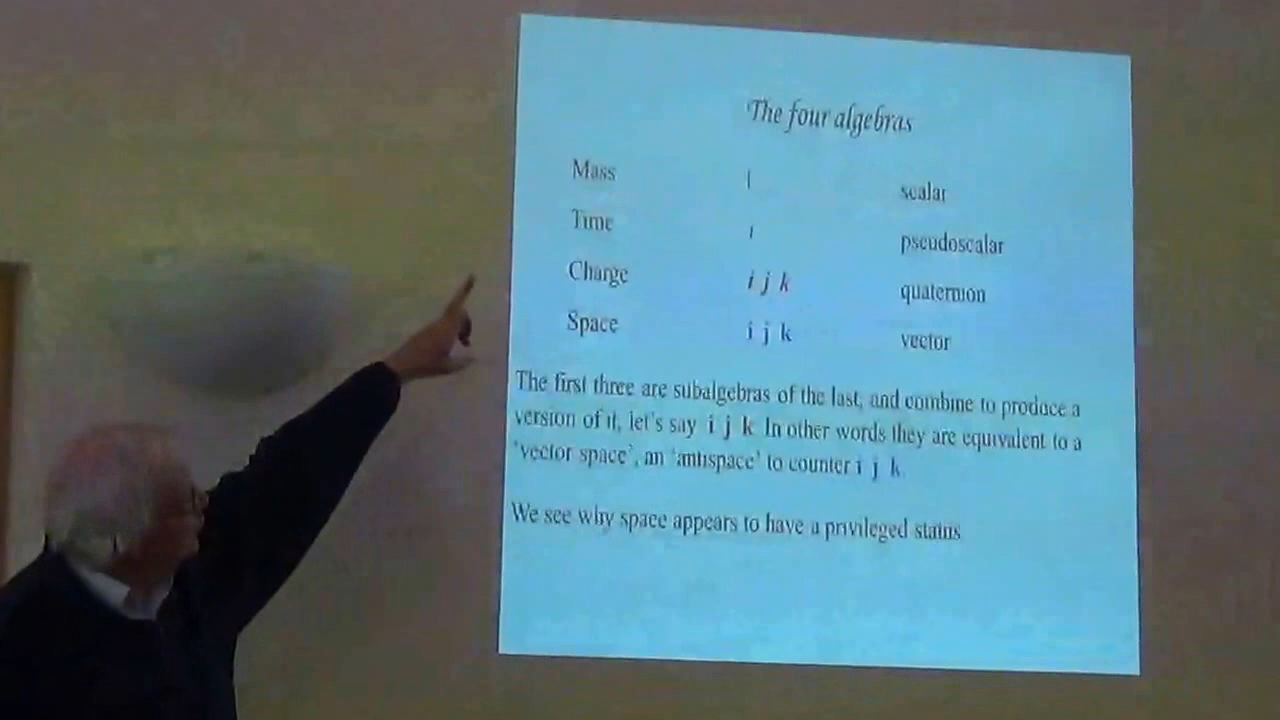 The four algebras
Mass 1 scalar
Time i pseudoscalar
Charge i j k quaternion
Space i j k vector
The first three are subalgebras of the last, and combine to produce a
version of it, let's say i j k In other words they are equivalent to a
'vector space', an 'antispace' to counter i j k.
We see why space appears to have a privileged status